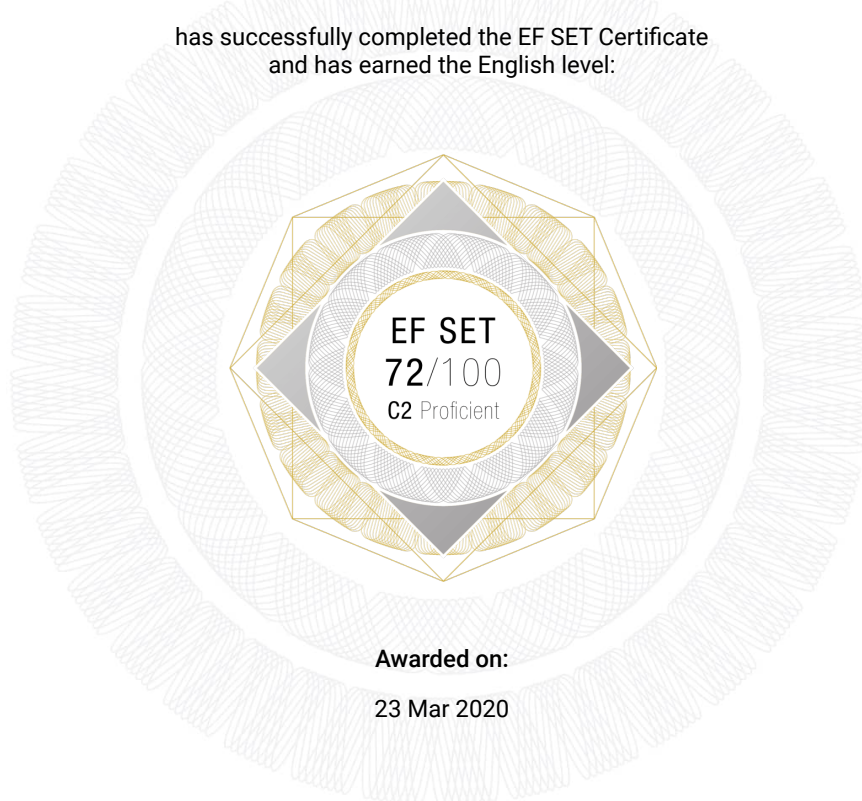 has successfully completed the EF SET Certificate
and has earned the English level:
EF SET
72/100
C2 Proficient
Awarded on:
23 Mar 2020